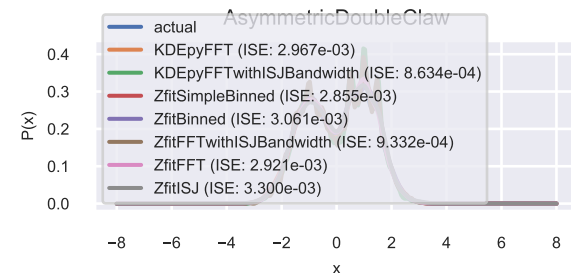 AsymmetricDoubleClaw
actual
KDEpyFFT (ISE: 2.967e-03)
KDEpyFFTwithISJBandwidth (ISE: 8.634e-04)
ZfitSimpleBinned (ISE: 2.855e-03)
ZfitBinned (ISE: 3.061e-03)
ZfitFFTwithISJBandwidth (ISE: 9.332e-04)
ZfitFFT (ISE: 2.921e-03)
ZfitISJ (ISE: 3.300e-03)
P(x)
0.4
0.3
0.2
0.1
0.0
−8 −6 −4 −2 0 2 4 6 8
x